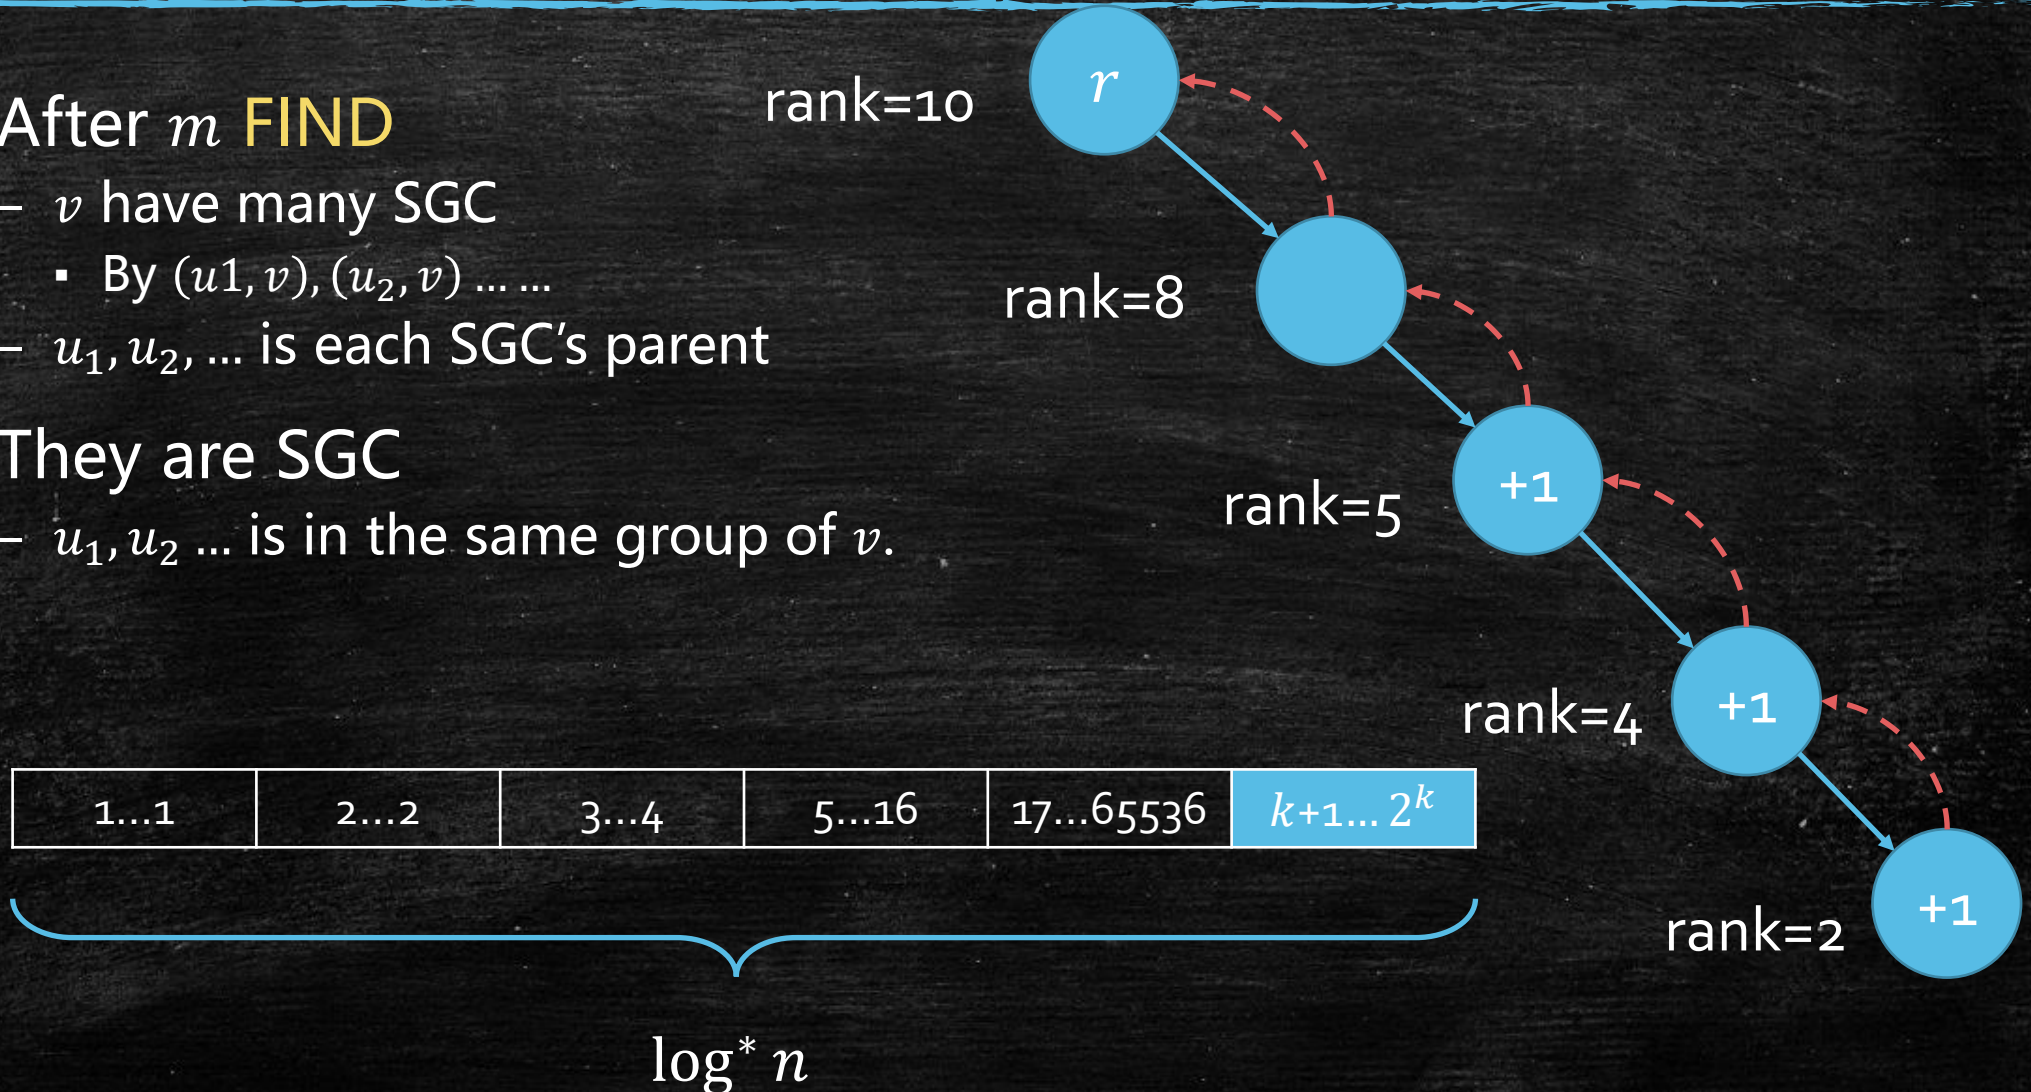 After m FIND
– v have many SGC
▪ By (u1, v), (u₂, v) ... ...
– u₁, u₂, ... is each SGC's parent
They are SGC
– u₁, u₂ ... is in the same group of v.
r
rank=10
rank=8
+1
rank=5
+1
rank=4
+1
rank=2
1...1 2...2 3...4 5...16 17...65536 k+1... 2ᵏ
log* n